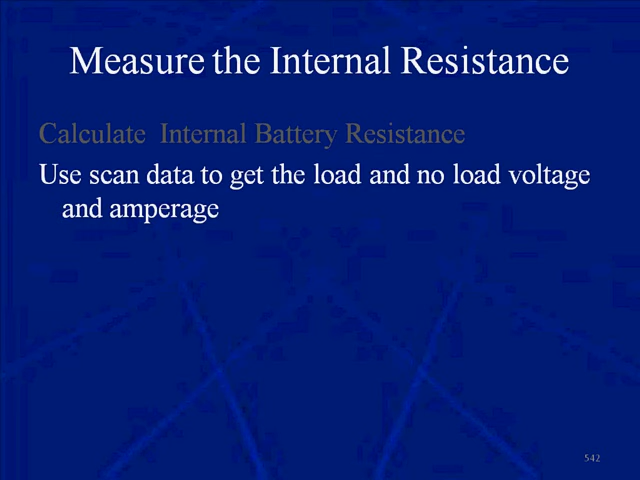 Measure the Internal Resistance
Calculate  Internal Battery Resistance
Use scan data to get the load and no load voltage
and amperage
542